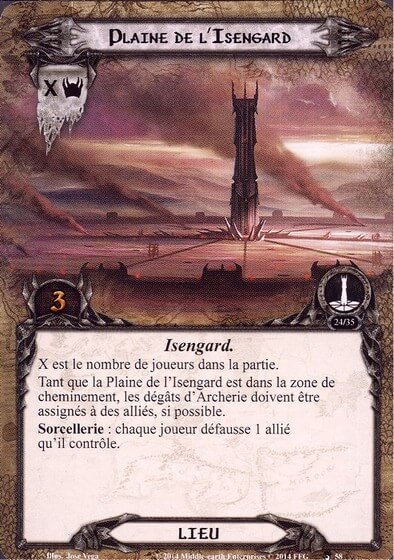 Plaine de l'Isengard
X
3
24/35
Isengard.
X est le nombre de joueurs dans la partie.
Tant que la Plaine de l'Isengard est dans la zone de
cheminement, les dégâts d'Archerie doivent être
assignés à des alliés, si possible.
Sorcellerie : chaque joueur défausse 1 allié
qu'il contrôle.
LIEU
Illus. Jose Vega
© 2014 Middle-earth Enterprises © 2014 FFG
58